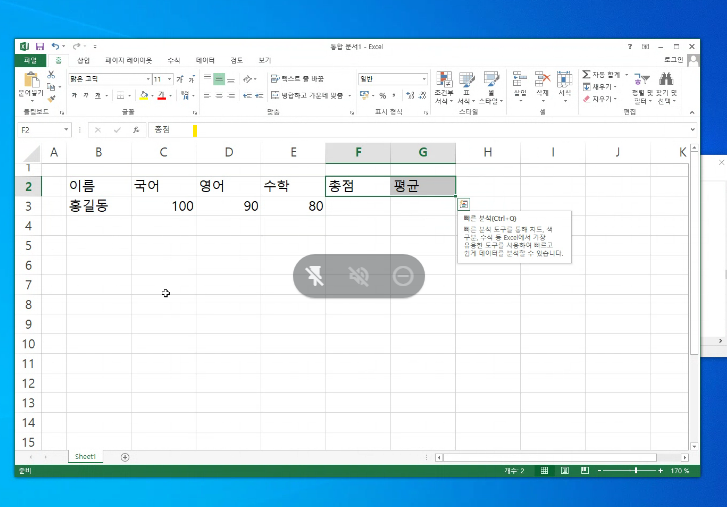 통합 문서1 - Excel
파일 홈 삽입 페이지 레이아웃 수식 데이터 검토 보기 로그인
붙여넣기
맑은 고딕 11 가 가
가 가 가
텍스트 줄 바꿈
병합하고 가운데 맞춤
일반
조건부 서식 표 서식 셀 스타일
삽입 삭제 서식
자동 합계
채우기
지우기
정렬 및 필터 찾기 및 선택
클립보드 글꼴 맞춤 표시 형식 스타일 셀 편집
F2 총점
A B C D E F G H I J K
1
2 이름 국어 영어 수학 총점 평균
3 홍길동 100 90 80
4
5
6
7
8
9
10
11
12
13
14
15
빠른 분석(Ctrl+Q)
빠른 분석 도구를 통해 차트, 색
구분, 수식 등 Excel에서 가장
유용한 도구를 사용하여 빠르고
쉽게 데이터를 분석할 수 있습니다.
Sheet1
준비 개수: 2 170 %